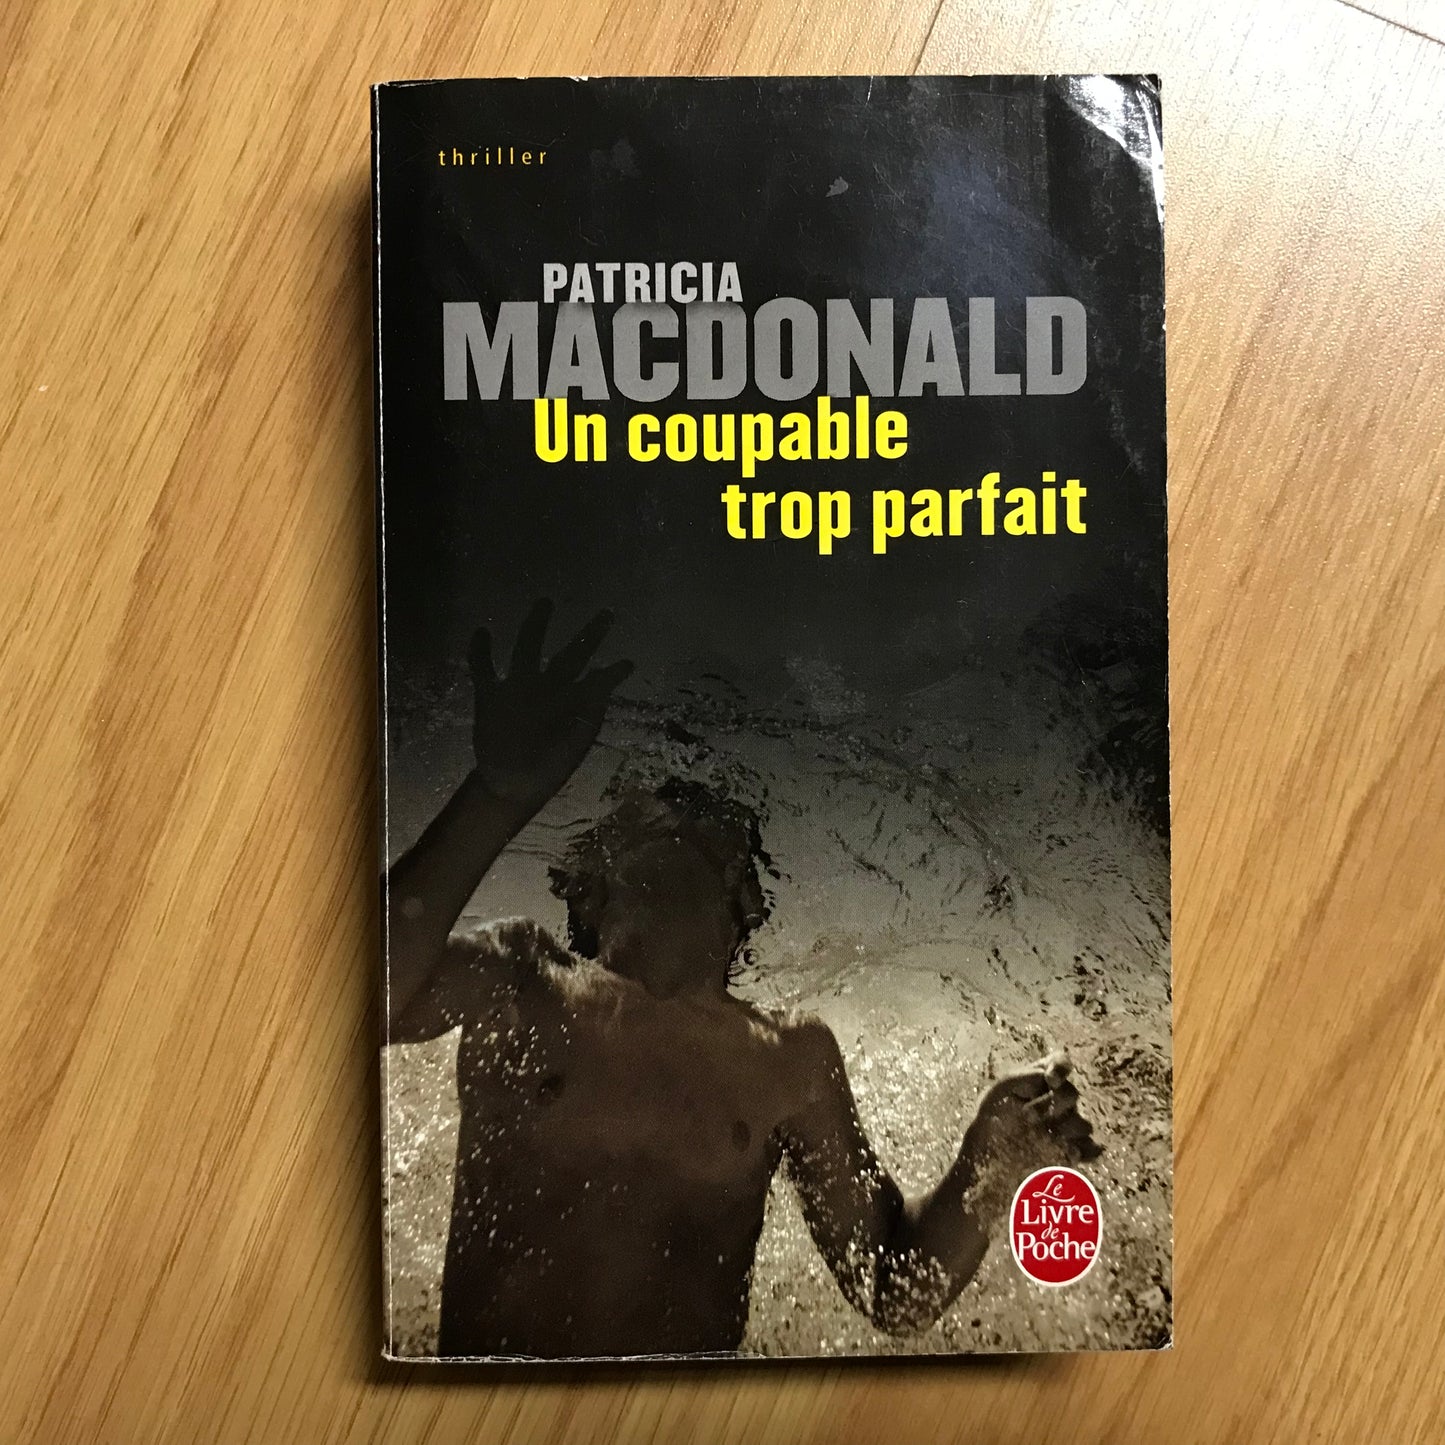 thriller
PATRICIA
MACDONALD
Un coupable
trop parfait
Le
Livre
de
Poche